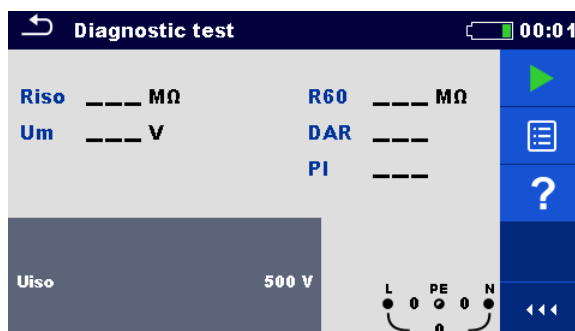 Diagnostic test 00:01
Riso ___ MΩ R60 ___ MΩ
Um ___ V DAR ___
PI ___
?
Uiso 500 V
L PE N
0 0
0